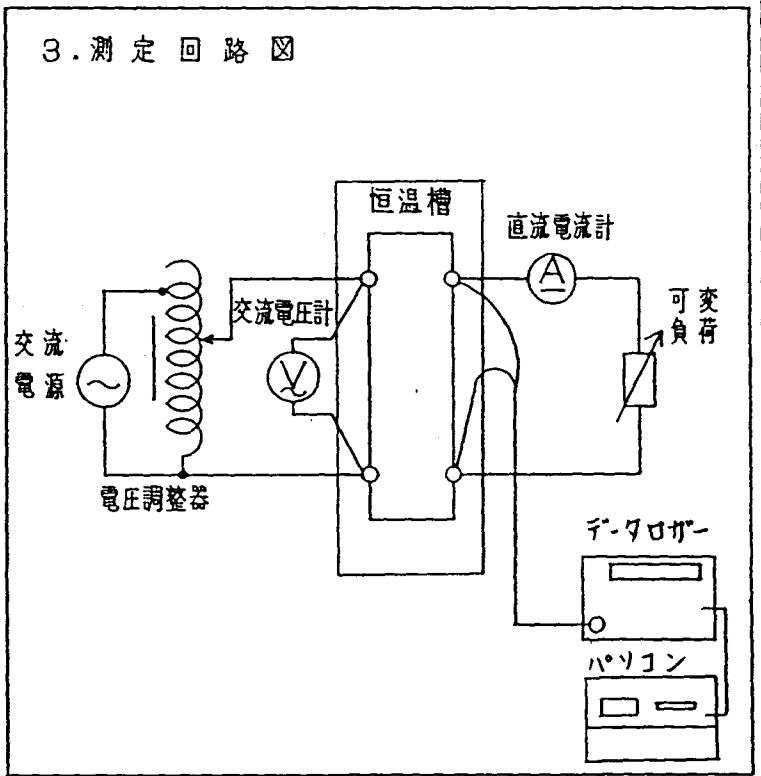 3.測定回路図
恒温槽
直流電流計
A
可変
負荷
交流電圧計
V
交流
電源
電圧調整器
データロガー
パソコン